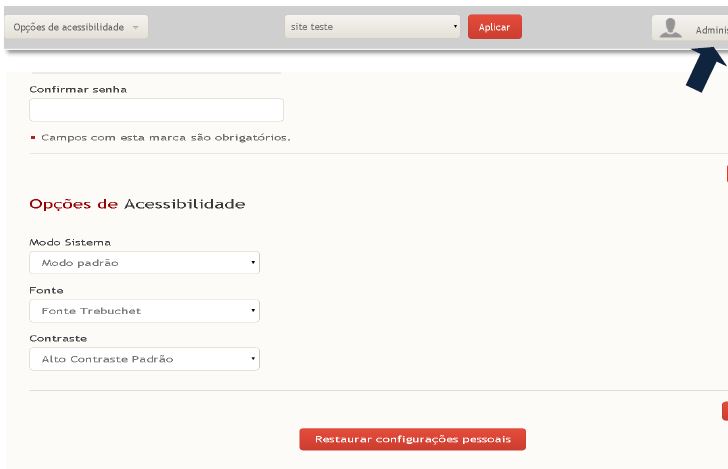 Opções de acessibilidade
site teste
Aplicar
Confirmar senha
Campos com esta marca são obrigatórios.
Opções de Acessibilidade
Modo Sistema
Modo padrão
Fonte
Fonte Trebuchet
Contraste
Alto Contraste Padrão
Restaurar configurações pessoais